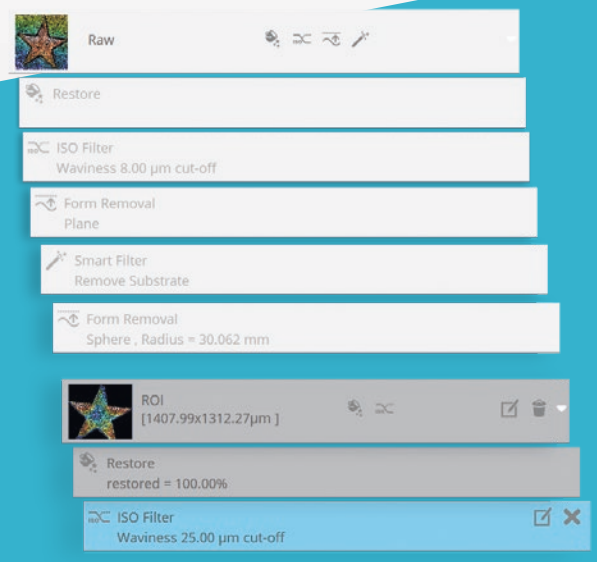 Raw
Restore
ISO Filter
Waviness 8.00 µm cut-off
Form Removal
Plane
Smart Filter
Remove Substrate
Form Removal
Sphere , Radius = 30.062 mm
ROI
[1407.99x1312.27µm ]
Restore
restored = 100.00%
ISO Filter
Waviness 25.00 µm cut-off